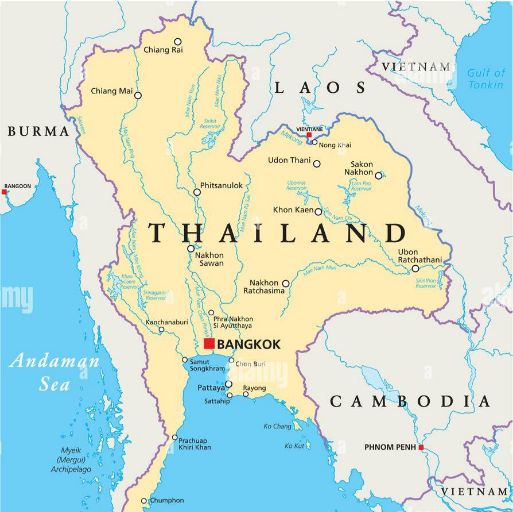 Chiang Rai
Chiang Mai
VIETNAM
Gulf of
Tonkin
LAOS
BURMA
VIENTIANE
Mekong
Nong Khai
Udon Thani
Sakon
Nakhon
RANGOON
Phitsanulok
Khon Kaen
THAILAND
Nakhon
Sawan
Ubon
Ratchathani
Nakhon
Ratchasima
Phra Nakhon
Si Ayutthaya
Kanchanaburi
BANGKOK
Andaman
Sea
Samut
Songkhram
Chon Buri
Pattaya
Rayong
Sattahip
CAMBODIA
Ko Chang
Ko Kut
PHNOM PENH
Prachuap
Khiri Khan
Myeik
(Mergui)
Archipelago
Chumphon
VIETNAM
alamy